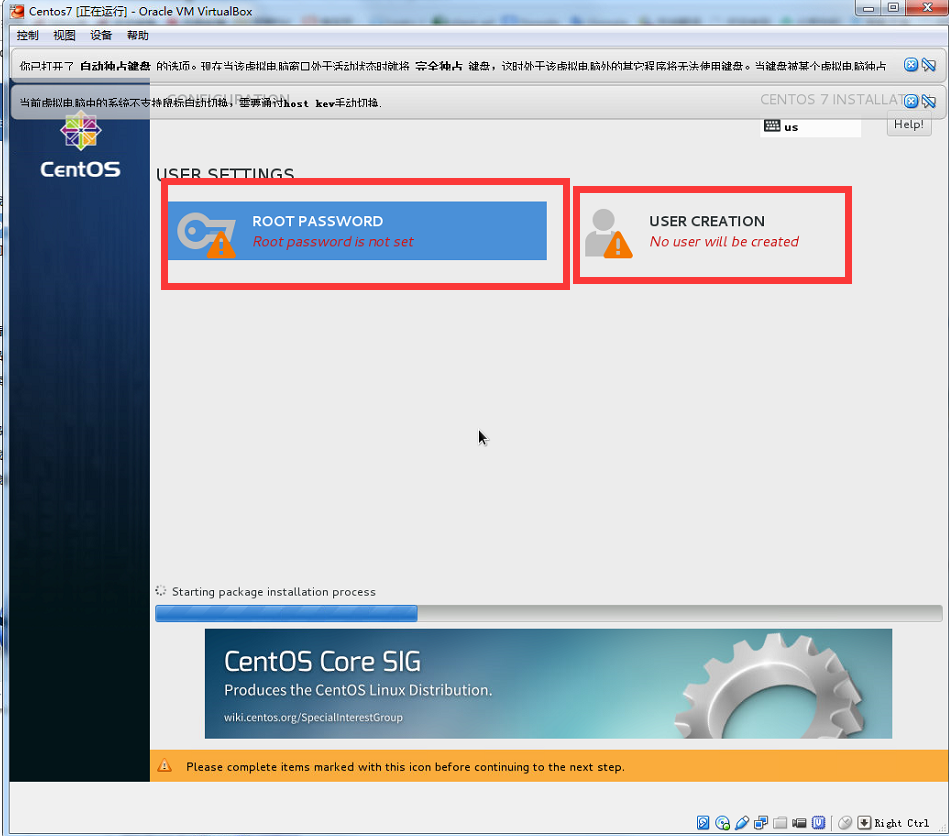 Centos7 [正在运行] - Oracle VM VirtualBox
控制 视图 设备 帮助
你已打开了 自动独占键盘 的选项。现在当该虚拟电脑窗口处于活动状态时就将 完全独占 键盘，这时处于该虚拟电脑外的其它程序将无法使用键盘。当键盘被某个虚拟电脑独占
当前虚拟电脑中的系统不支持鼠标自动切换，需要通过host key手动切换.
CONFIGURATION
CENTOS 7 INSTALLATION
us
Help!
CentOS
USER SETTINGS
ROOT PASSWORD
Root password is not set
USER CREATION
No user will be created
Starting package installation process
CentOS Core SIG
Produces the CentOS Linux Distribution.
wiki.centos.org/SpecialInterestGroup
Please complete items marked with this icon before continuing to the next step.
Right Ctrl